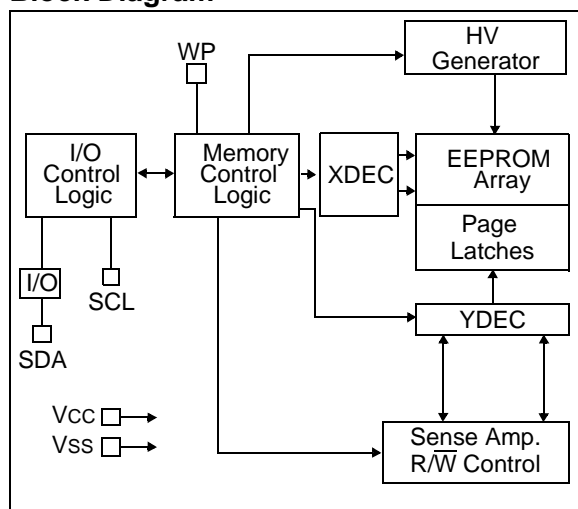 Block Diagram
WP
HV
Generator
I/O
Control
Logic
Memory
Control
Logic
XDEC
EEPROM
Array
Page
Latches
I/O
SCL
SDA
YDEC
VCC
VSS
Sense Amp.
R/W̅ Control